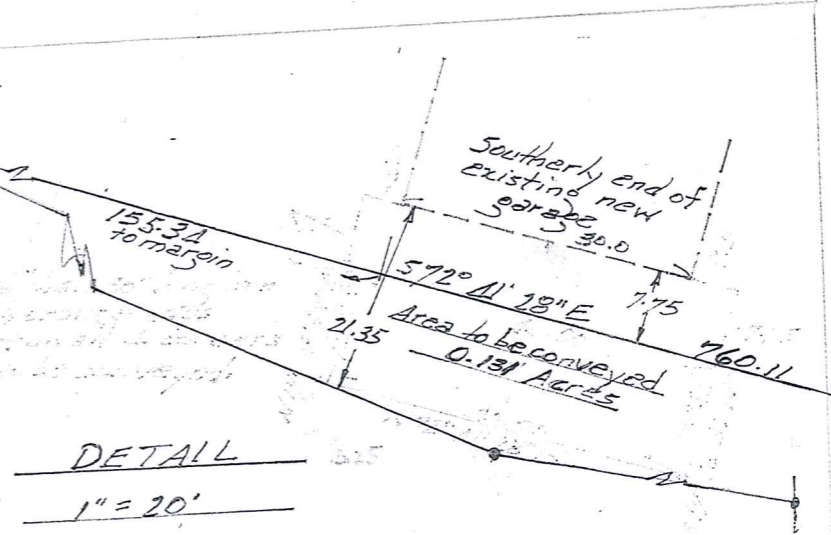 Southerly end of
existing new
garage
30.0
155.34
to margin
S72° 41' 28" E
7.75
21.35
Area to be conveyed
0.131 Acres
760.11
DETAIL
1" = 20'